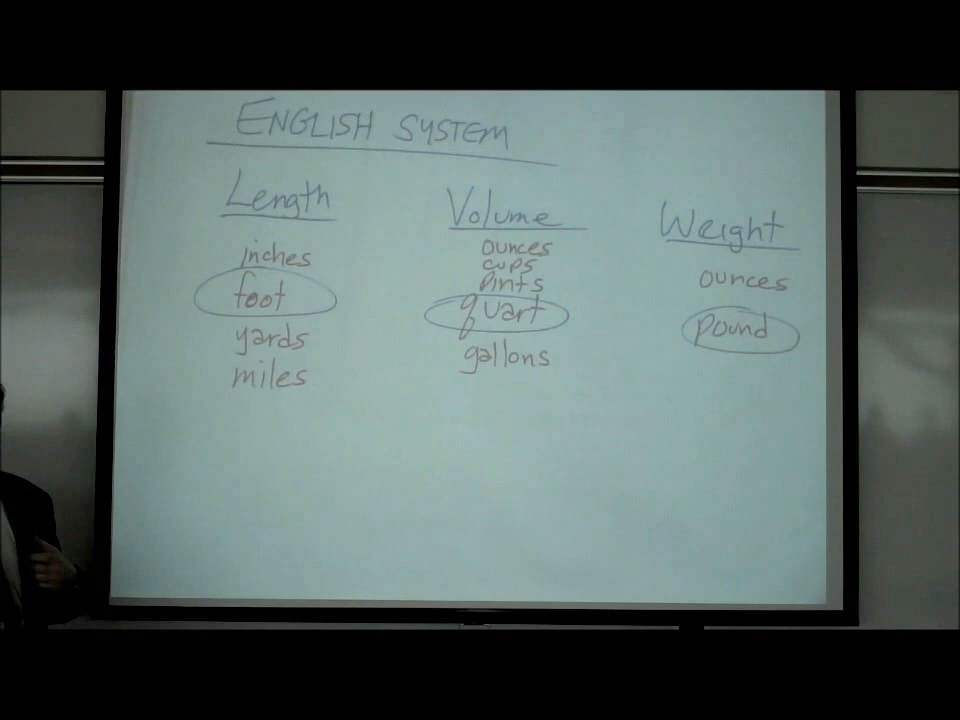 ENGLISH SYSTEM
Length
inches
foot
yards
miles
Volume
ounces
cups
pints
quart
gallons
Weight
ounces
pound